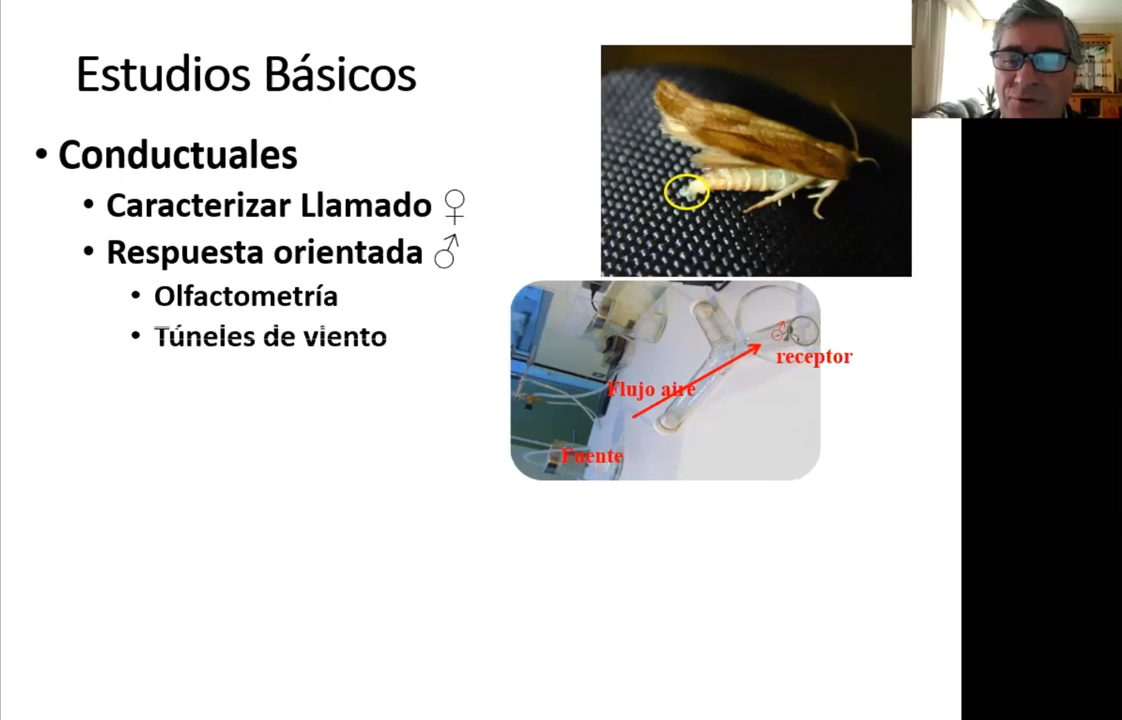 Estudios Básicos
• Conductuales
• Caracterizar Llamado ♀
• Respuesta orientada ♂
• Olfactometría
• Túneles de viento
♂
receptor
Flujo aire
Fuente